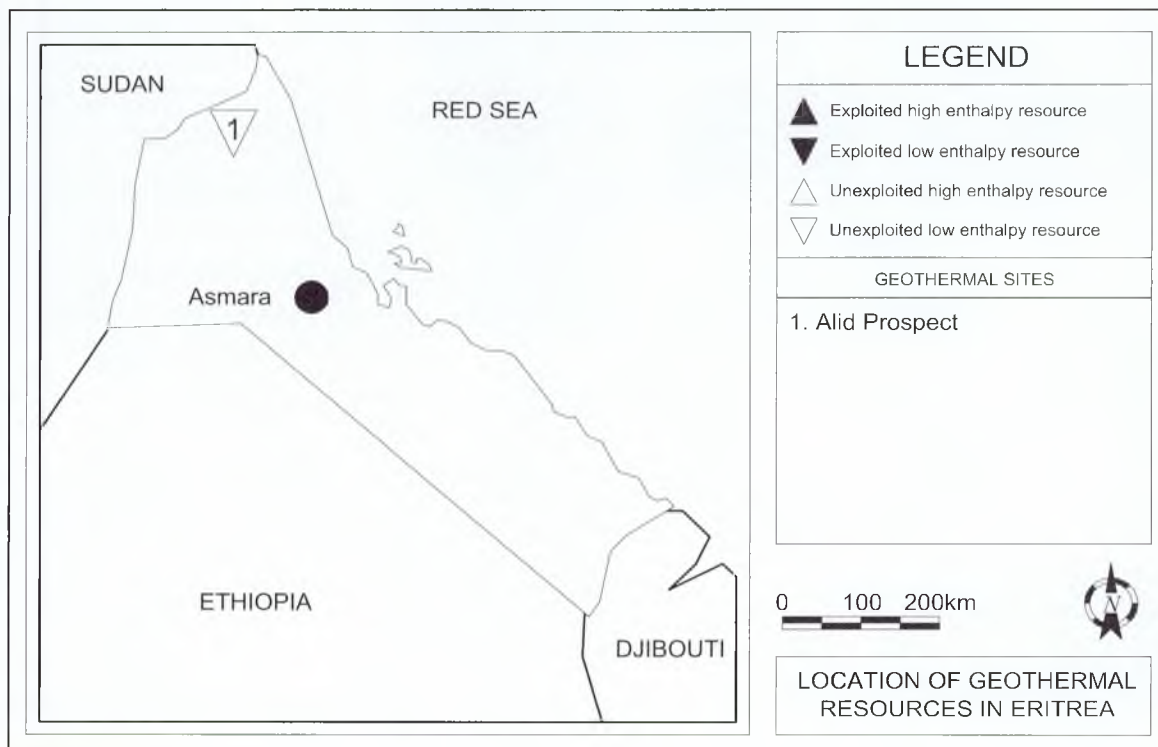 SUDAN
RED SEA
1
Asmara
ETHIOPIA
DJIBOUTI
LEGEND
Exploited high enthalpy resource
Exploited low enthalpy resource
Unexploited high enthalpy resource
Unexploited low enthalpy resource
GEOTHERMAL SITES
1. Alid Prospect
0 100 200km
N
LOCATION OF GEOTHERMAL
RESOURCES IN ERITREA